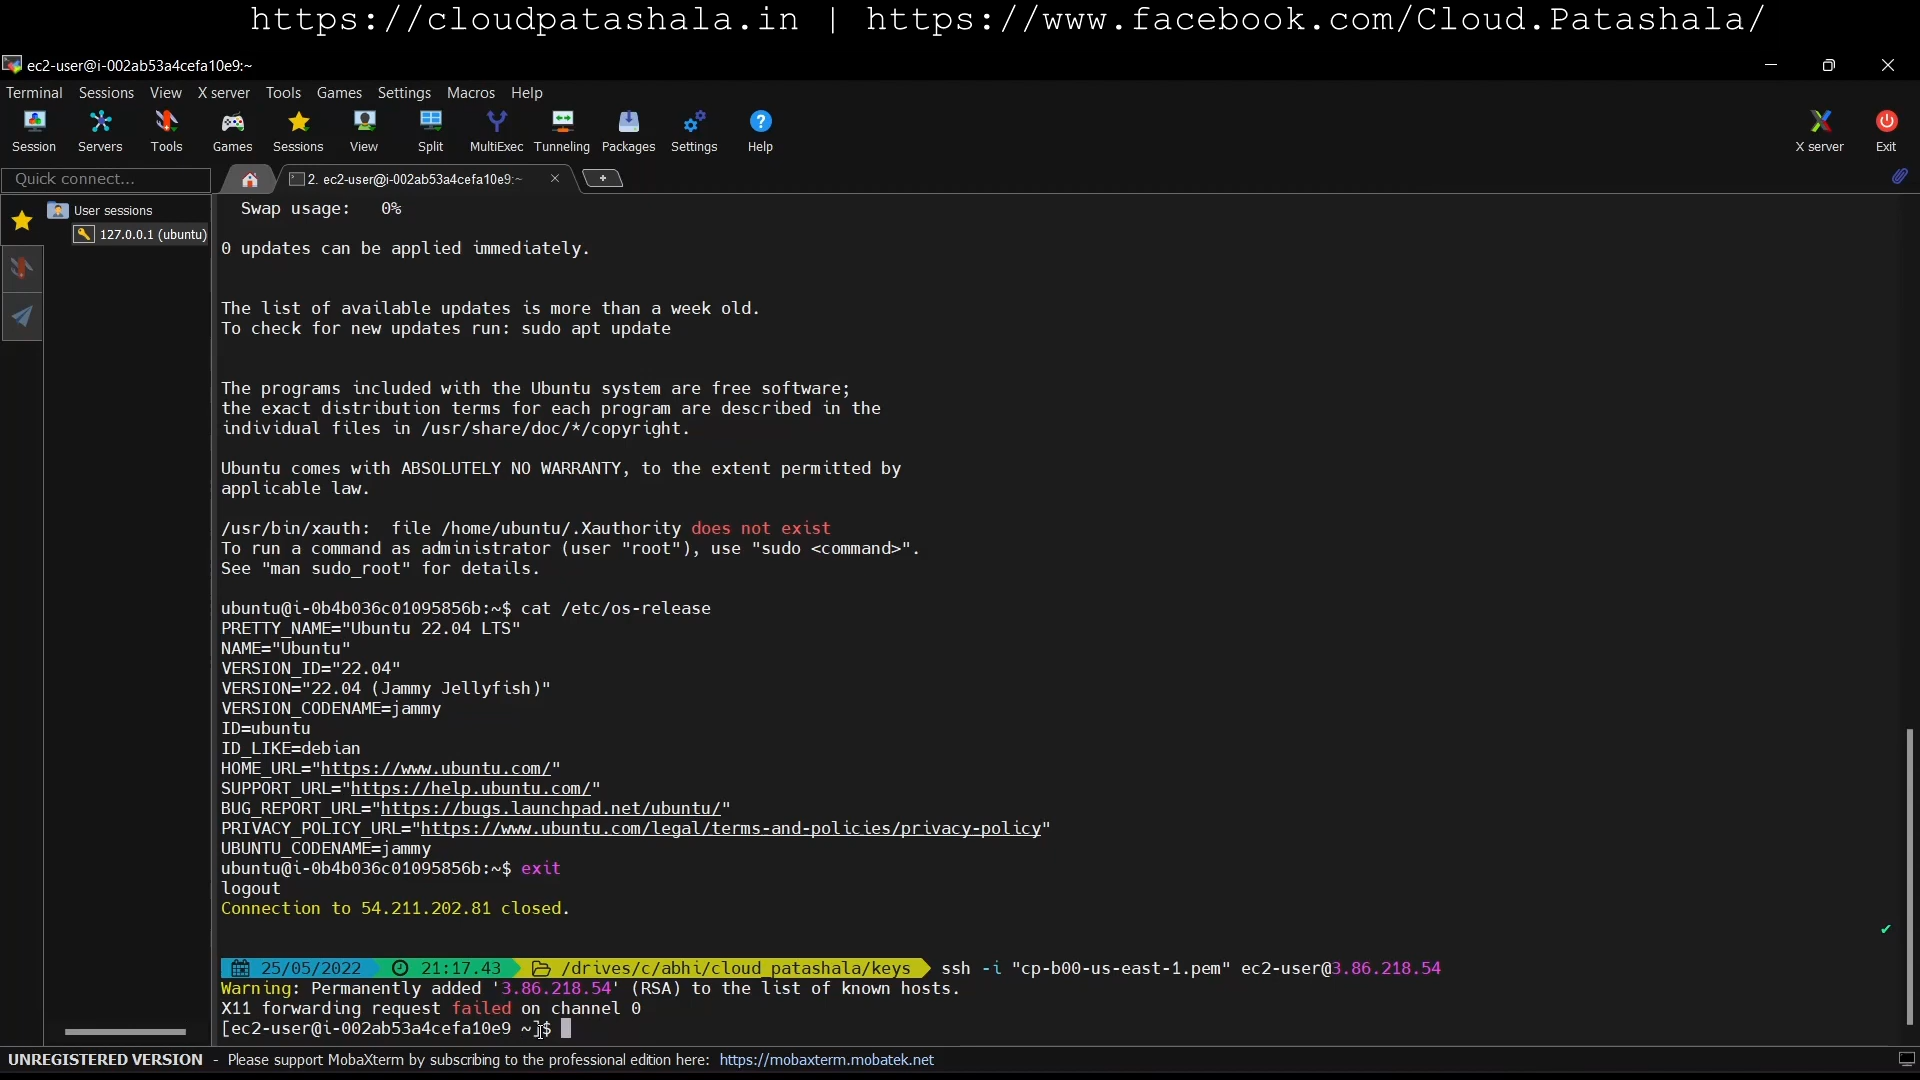 https://cloudpatashala.in | https://www.facebook.com/Cloud.Patashala/
ec2-user@i-002ab53a4cefa10e9:~
Terminal Sessions View X server Tools Games Settings Macros Help
Session Servers Tools Games Sessions View Split MultiExec Tunneling Packages Settings Help X server Exit
Quick connect... 2. ec2-user@i-002ab53a4cefa10e9:~
User sessions
127.0.0.1 (ubuntu)
Swap usage: 0%
0 updates can be applied immediately.
The list of available updates is more than a week old.
To check for new updates run: sudo apt update
The programs included with the Ubuntu system are free software;
the exact distribution terms for each program are described in the
individual files in /usr/share/doc/*/copyright.
Ubuntu comes with ABSOLUTELY NO WARRANTY, to the extent permitted by
applicable law.
/usr/bin/xauth:  file /home/ubuntu/.Xauthority does not exist
To run a command as administrator (user "root"), use "sudo <command>".
See "man sudo_root" for details.
ubuntu@i-0b4b036c01095856b:~$ cat /etc/os-release
PRETTY_NAME="Ubuntu 22.04 LTS"
NAME="Ubuntu"
VERSION_ID="22.04"
VERSION="22.04 (Jammy Jellyfish)"
VERSION_CODENAME=jammy
ID=ubuntu
ID_LIKE=debian
HOME_URL="https://www.ubuntu.com/"
SUPPORT_URL="https://help.ubuntu.com/"
BUG_REPORT_URL="https://bugs.launchpad.net/ubuntu/"
PRIVACY_POLICY_URL="https://www.ubuntu.com/legal/terms-and-policies/privacy-policy"
UBUNTU_CODENAME=jammy
ubuntu@i-0b4b036c01095856b:~$ exit
logout
Connection to 54.211.202.81 closed.
25/05/2022 21:17.43 /drives/c/abhi/cloud_patashala/keys ssh -i "cp-b00-us-east-1.pem" ec2-user@3.86.218.54
Warning: Permanently added '3.86.218.54' (RSA) to the list of known hosts.
X11 forwarding request failed on channel 0
[ec2-user@i-002ab53a4cefa10e9 ~]$
UNREGISTERED VERSION - Please support MobaXterm by subscribing to the professional edition here: https://mobaxterm.mobatek.net